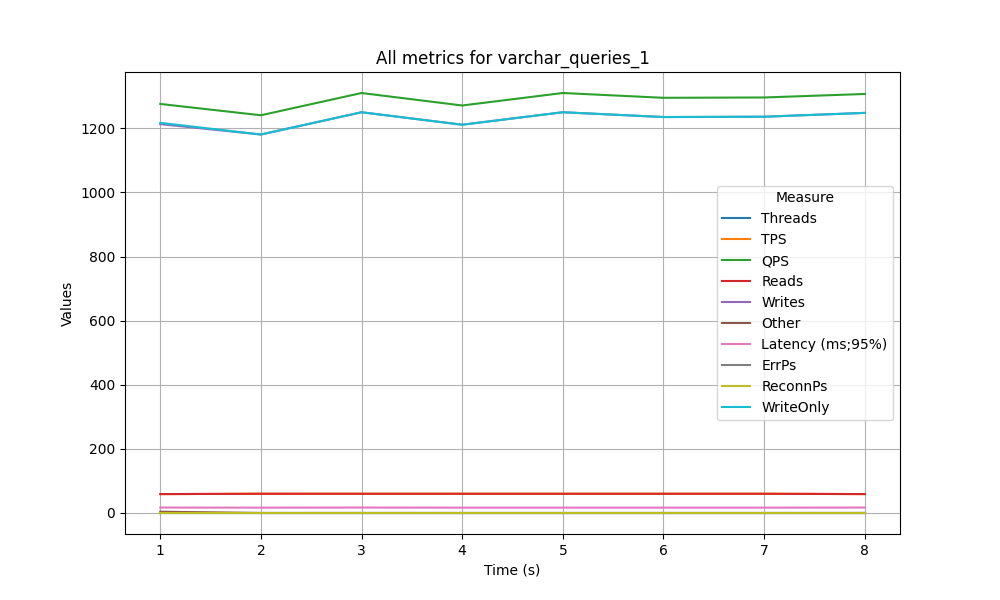 All metrics for varchar_queries_1
Values
1200
1000
800
600
400
200
0
Measure
Threads
TPS
QPS
Reads
Writes
Other
Latency (ms;95%)
ErrPs
ReconnPs
WriteOnly
1 2 3 4 5 6 7 8
Time (s)